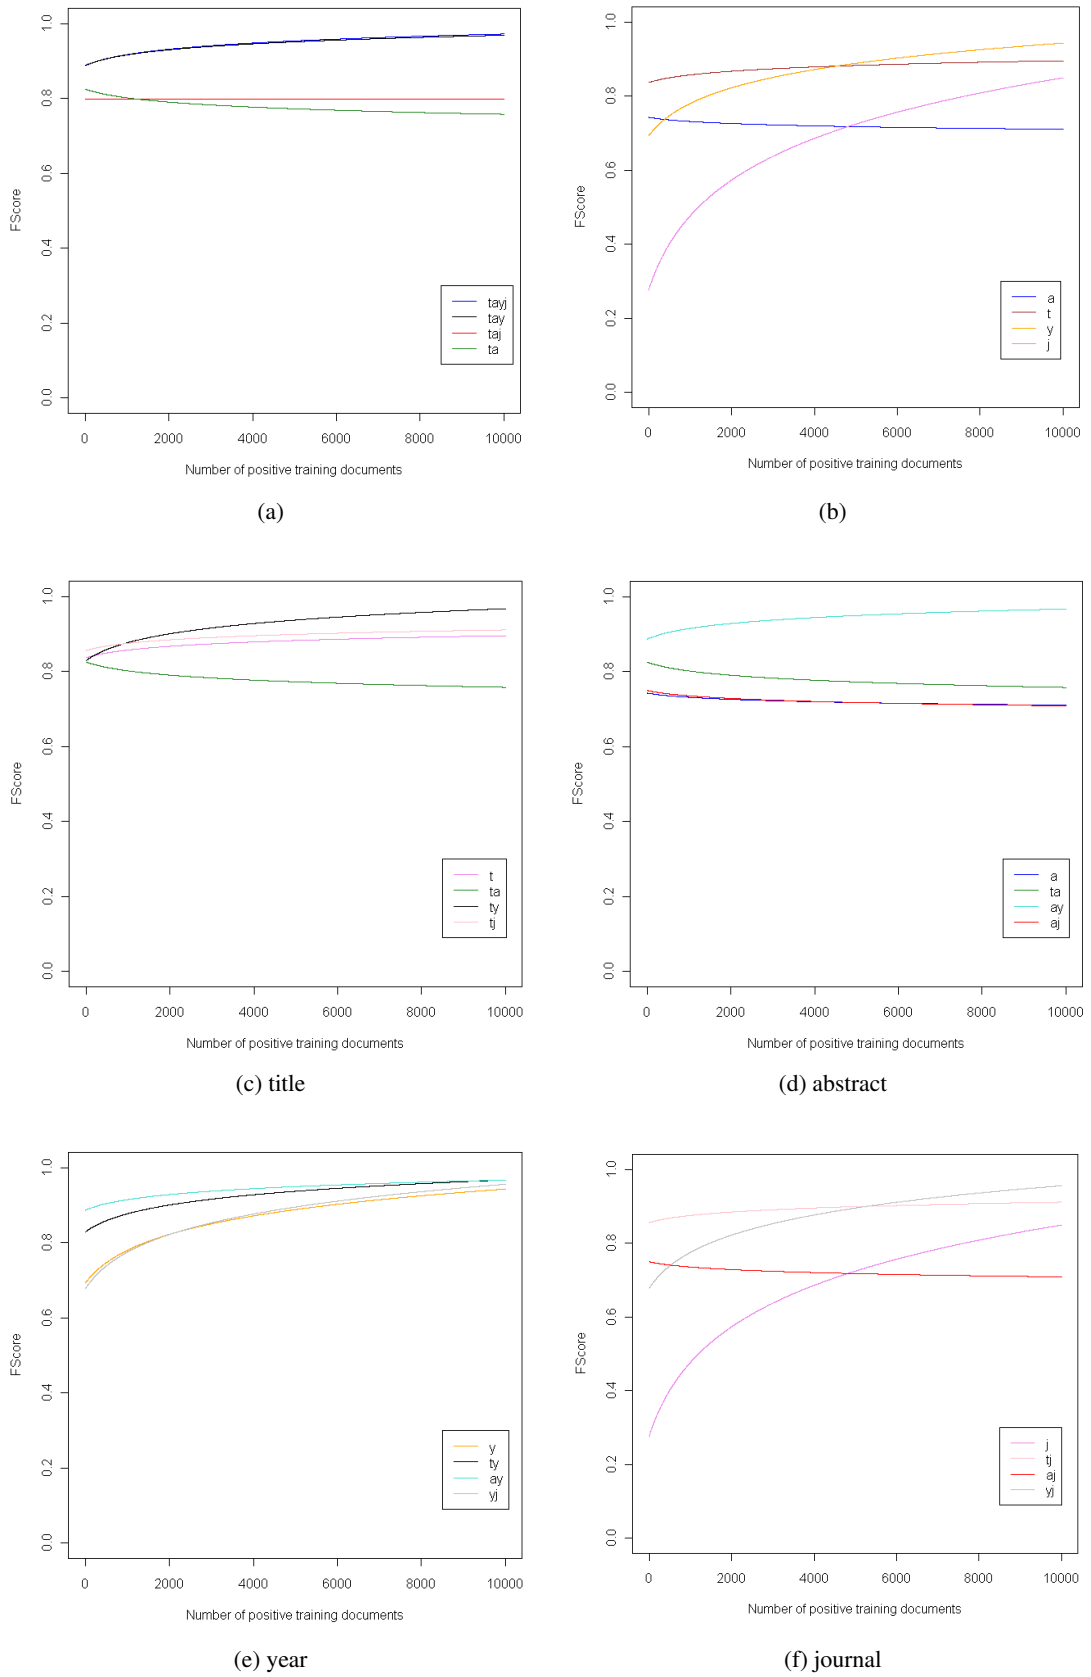 1.0
0.8
0.6
0.4
0.2
0.0
FScore
tayj
tay
taj
ta
0 2000 4000 6000 8000 10000
Number of positive training documents
(a)
1.0
0.8
0.6
0.4
0.2
0.0
FScore
a
t
y
j
0 2000 4000 6000 8000 10000
Number of positive training documents
(b)
1.0
0.8
0.6
0.4
0.2
0.0
FScore
t
ta
ty
tj
0 2000 4000 6000 8000 10000
Number of positive training documents
(c) title
1.0
0.8
0.6
0.4
0.2
0.0
FScore
a
ta
ay
aj
0 2000 4000 6000 8000 10000
Number of positive training documents
(d) abstract
1.0
0.8
0.6
0.4
0.2
0.0
FScore
y
ty
ay
yj
0 2000 4000 6000 8000 10000
Number of positive training documents
(e) year
1.0
0.8
0.6
0.4
0.2
0.0
FScore
j
tj
aj
yj
0 2000 4000 6000 8000 10000
Number of positive training documents
(f) journal